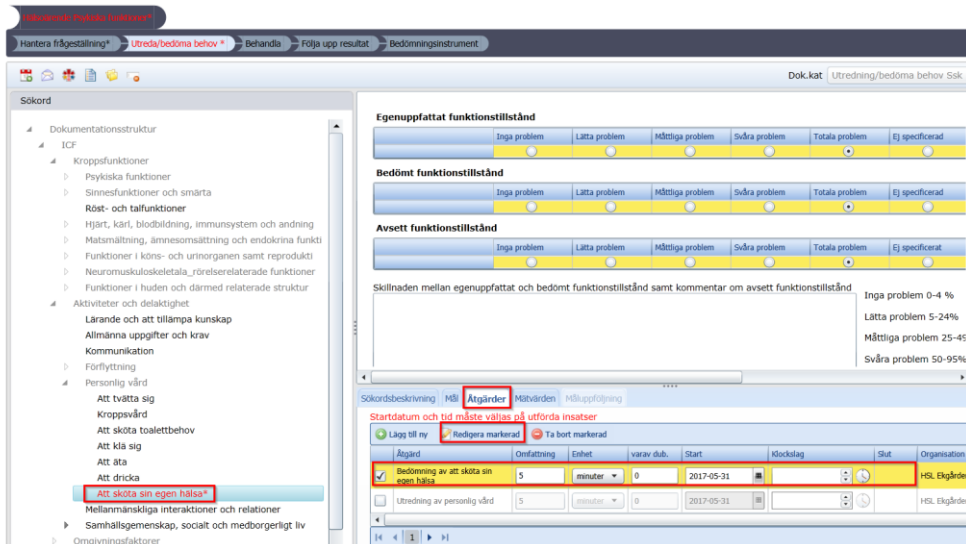 Hantera frågeställning*
Utreda/bedöma behov *
Behandla
Följa upp resultat
Bedömningsinstrument
Dok.kat Utredning/bedöma behov Ssk
Sökord
Dokumentationsstruktur
ICF
Kroppsfunktioner
Psykiska funktioner
Sinnesfunktioner och smärta
Röst- och talfunktioner
Hjärt, kärl, blodbildning, immunsystem och andning
Matsmältning, ämnesomsättning och endokrina funkti
Funktioner i köns- och urinorganen samt reprodukti
Neuromuskuloskeletala_rörelserelaterade funktioner
Funktioner i huden och därmed relaterade struktur
Aktiviteter och delaktighet
Lärande och att tillämpa kunskap
Allmänna uppgifter och krav
Kommunikation
Förflyttning
Personlig vård
Att tvätta sig
Kroppsvård
Att sköta toalettbehov
Att klä sig
Att äta
Att dricka
Att sköta sin egen hälsa*
Mellanmänskliga interaktioner och relationer
Samhällsgemenskap, socialt och medborgerligt liv
Omgivningsfaktorer
Egenuppfattat funktionstillstånd
Inga problem Lätta problem Måttliga problem Svåra problem Totala problem Ej specificerad
Bedömt funktionstillstånd
Inga problem Lätta problem Måttliga problem Svåra problem Totala problem Ej specificerad
Avsett funktionstillstånd
Inga problem Lätta problem Måttliga problem Svåra problem Totala problem Ej specificerat
Skillnaden mellan egenuppfattat och bedömt funktionstillstånd samt kommentar om avsett funktionstillstånd
Inga problem 0-4 %
Lätta problem 5-24%
Måttliga problem 25-49
Svåra problem 50-95%
Sökordsbeskrivning Mål Åtgärder Mätvärden Måluppföljning
Startdatum och tid måste väljas på utförda insatser
Lägg till ny Redigera markerad Ta bort markerad
Åtgärd Omfattning Enhet varav dub. Start Klockslag Slut Organisation
Bedömning av att sköta sin
egen hälsa 5 minuter 0 2017-05-31 HSL Ekgården
Utredning av personlig vård 5 minuter 0 2017-05-31 HSL Ekgården
1